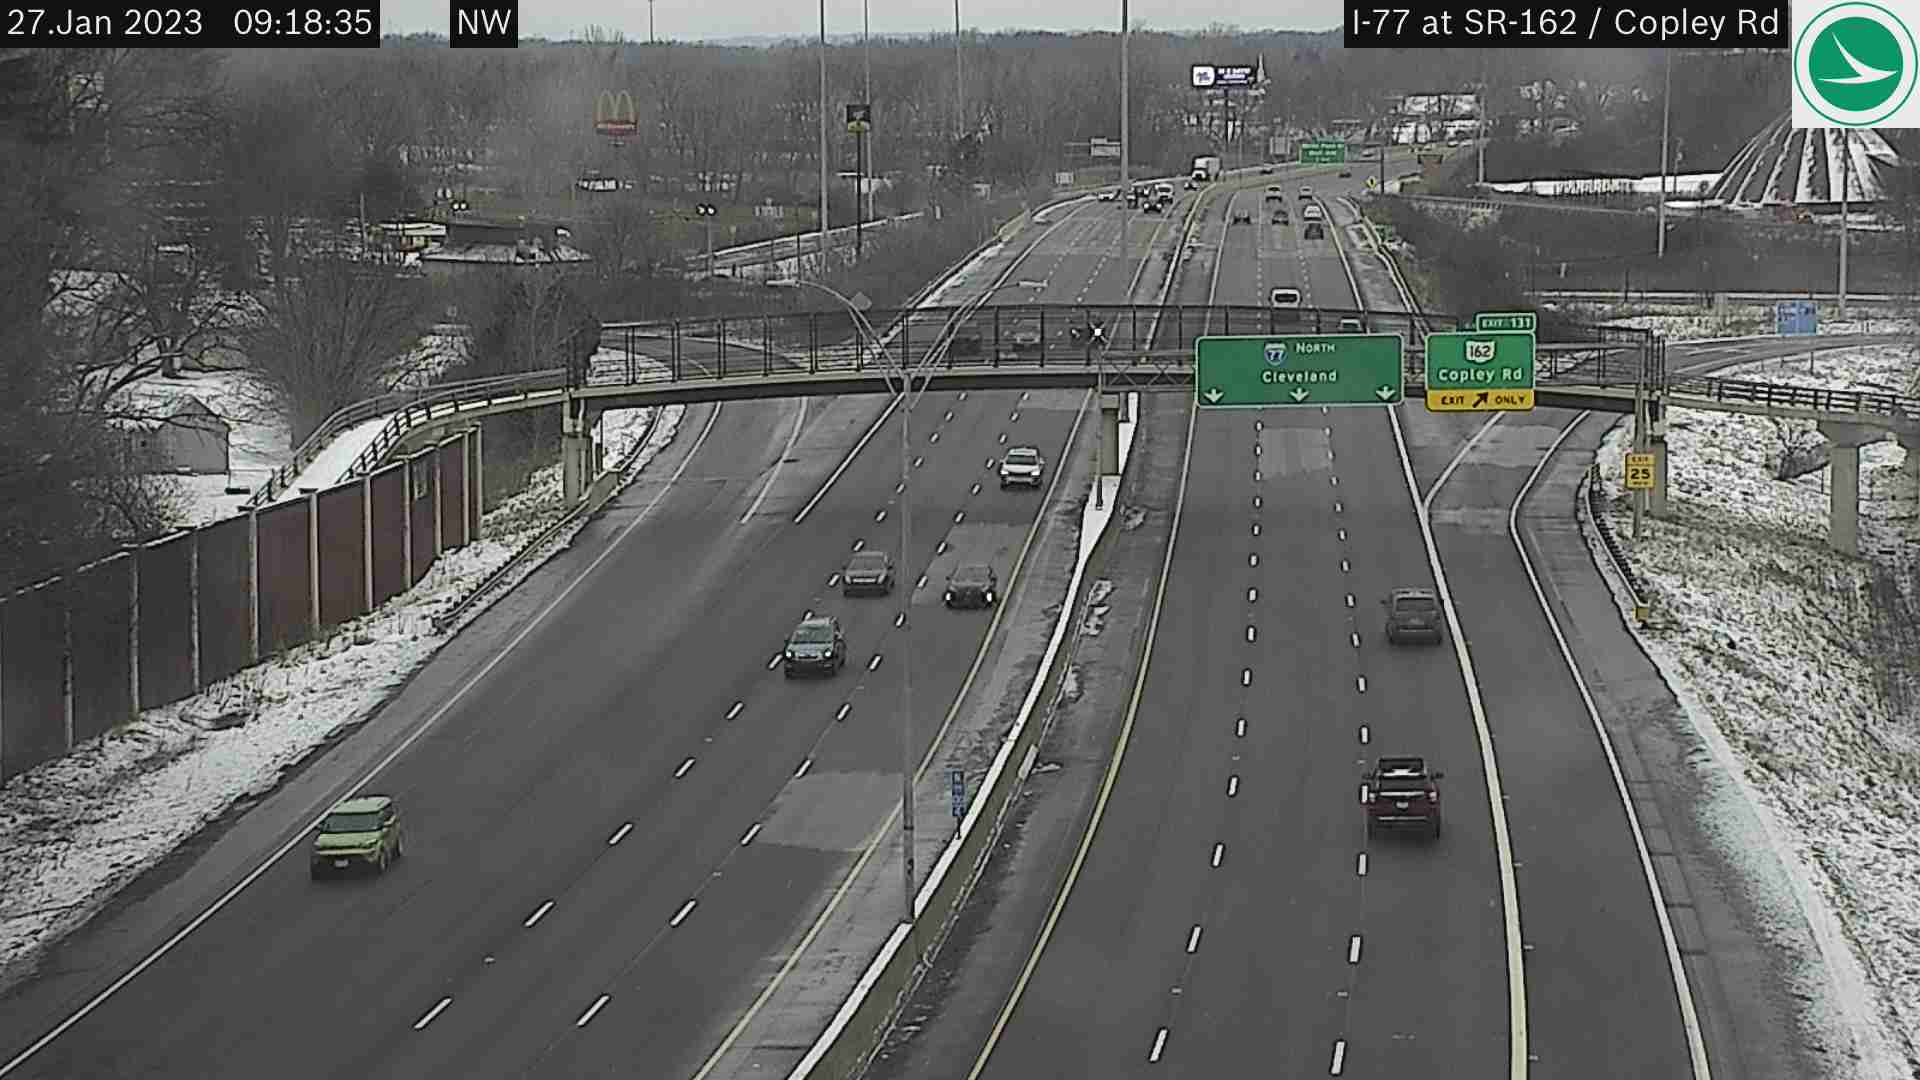 27.Jan 2023 09:18:35
NW
I-77 at SR-162 / Copley Rd
McDonald's
EXIT 131
77 NORTH
Cleveland
162
Copley Rd
EXIT ONLY
EXIT
25